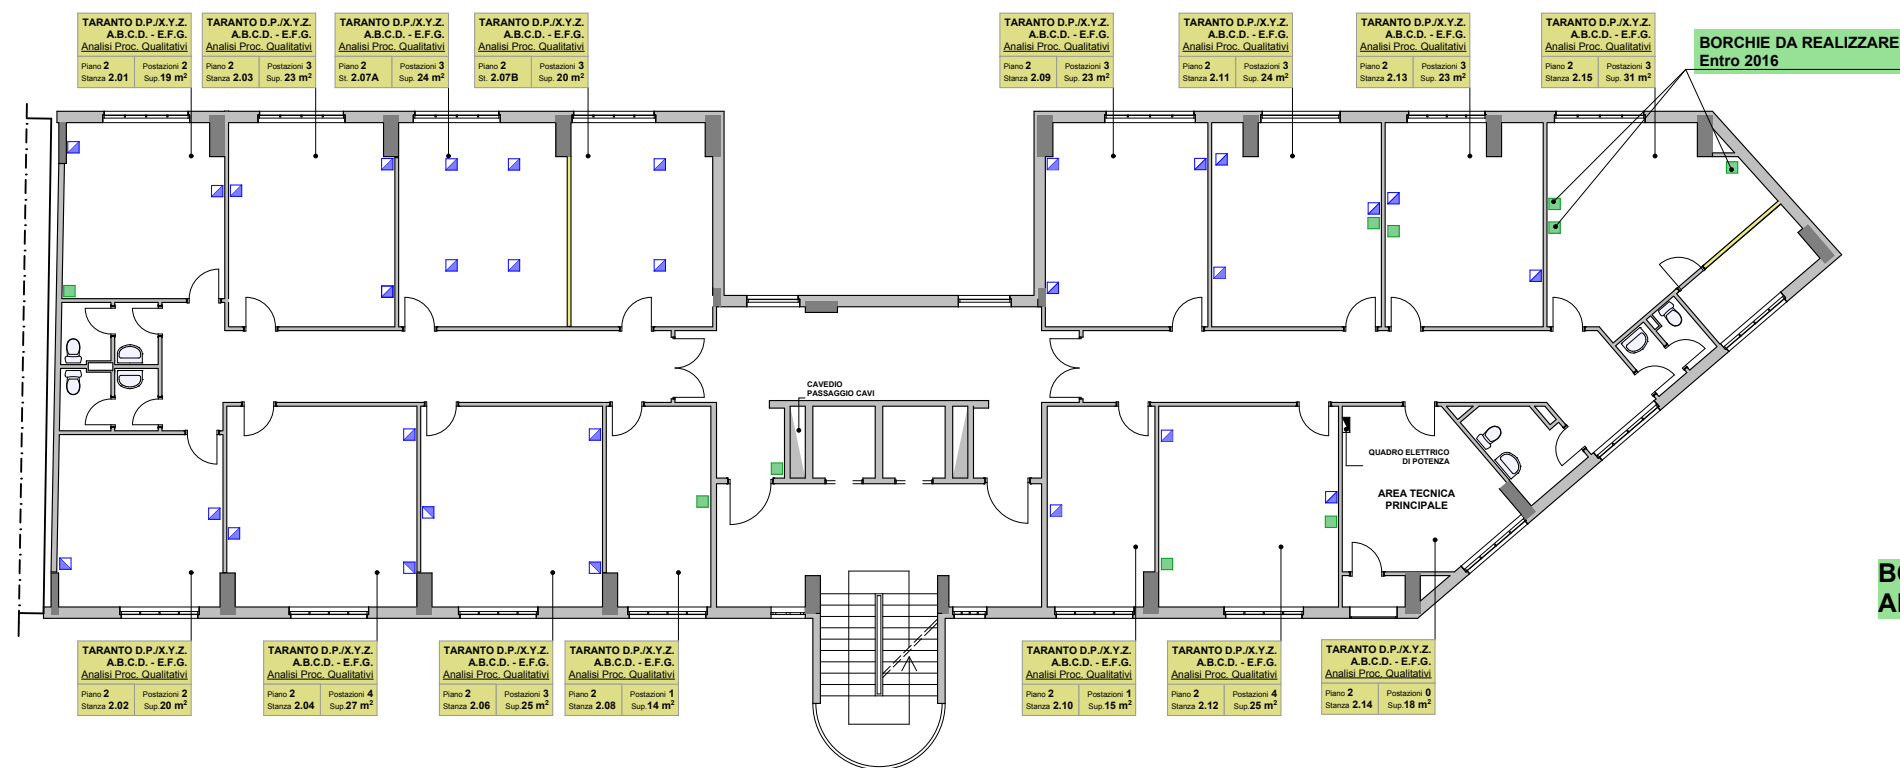 TARANTO D.P./X.Y.Z.
A.B.C.D. - E.F.G.
Analisi Proc. Qualitativi
Piano 2 Postazioni 2
Stanza 2.01 Sup. 19 m²
TARANTO D.P./X.Y.Z.
A.B.C.D. - E.F.G.
Analisi Proc. Qualitativi
Piano 2 Postazioni 3
Stanza 2.03 Sup. 23 m²
TARANTO D.P./X.Y.Z.
A.B.C.D. - E.F.G.
Analisi Proc. Qualitativi
Piano 2 Postazioni 3
St. 2.07A Sup. 24 m²
TARANTO D.P./X.Y.Z.
A.B.C.D. - E.F.G.
Analisi Proc. Qualitativi
Piano 2 Postazioni 3
St. 2.07B Sup. 20 m²
TARANTO D.P./X.Y.Z.
A.B.C.D. - E.F.G.
Analisi Proc. Qualitativi
Piano 2 Postazioni 3
Stanza 2.09 Sup. 23 m²
TARANTO D.P./X.Y.Z.
A.B.C.D. - E.F.G.
Analisi Proc. Qualitativi
Piano 2 Postazioni 3
Stanza 2.11 Sup. 24 m²
TARANTO D.P./X.Y.Z.
A.B.C.D. - E.F.G.
Analisi Proc. Qualitativi
Piano 2 Postazioni 3
Stanza 2.13 Sup. 23 m²
TARANTO D.P./X.Y.Z.
A.B.C.D. - E.F.G.
Analisi Proc. Qualitativi
Piano 2 Postazioni 3
Stanza 2.15 Sup. 31 m²
BORCHIE DA REALIZZARE
Entro 2016
CAVEDIO
PASSAGGIO CAVI
QUADRO ELETTRICO
DI POTENZA
AREA TECNICA
PRINCIPALE
TARANTO D.P./X.Y.Z.
A.B.C.D. - E.F.G.
Analisi Proc. Qualitativi
Piano 2 Postazioni 2
Stanza 2.02 Sup. 20 m²
TARANTO D.P./X.Y.Z.
A.B.C.D. - E.F.G.
Analisi Proc. Qualitativi
Piano 2 Postazioni 4
Stanza 2.04 Sup. 27 m²
TARANTO D.P./X.Y.Z.
A.B.C.D. - E.F.G.
Analisi Proc. Qualitativi
Piano 2 Postazioni 3
Stanza 2.06 Sup. 25 m²
TARANTO D.P./X.Y.Z.
A.B.C.D. - E.F.G.
Analisi Proc. Qualitativi
Piano 2 Postazioni 1
Stanza 2.08 Sup. 14 m²
TARANTO D.P./X.Y.Z.
A.B.C.D. - E.F.G.
Analisi Proc. Qualitativi
Piano 2 Postazioni 1
Stanza 2.10 Sup. 15 m²
TARANTO D.P./X.Y.Z.
A.B.C.D. - E.F.G.
Analisi Proc. Qualitativi
Piano 2 Postazioni 4
Stanza 2.12 Sup. 25 m²
TARANTO D.P./X.Y.Z.
A.B.C.D. - E.F.G.
Analisi Proc. Qualitativi
Piano 2 Postazioni 0
Stanza 2.14 Sup. 18 m²